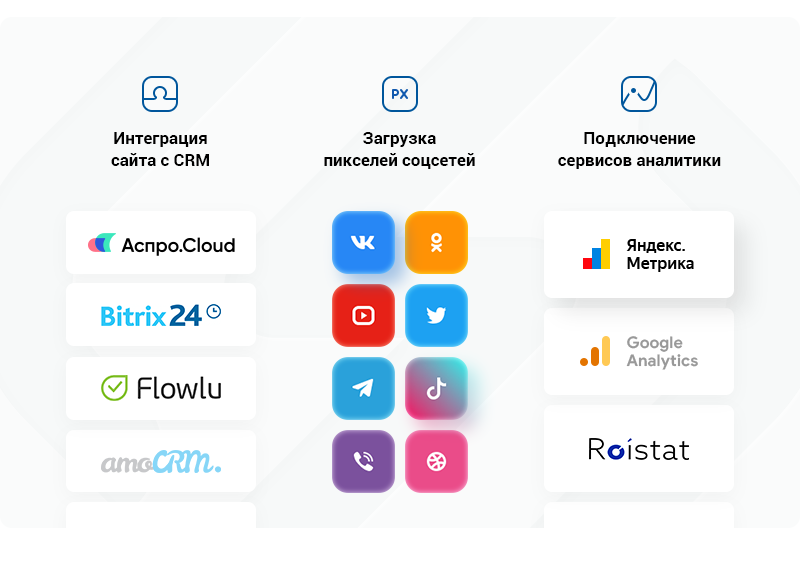 PX
Интеграция
сайта с CRM
Аспро.Cloud
Bitrix24
Flowlu
amoCRM.
Загрузка
пикселей соцсетей
Подключение
сервисов аналитики
Яндекс.
Метрика
Google
Analytics
Roistat